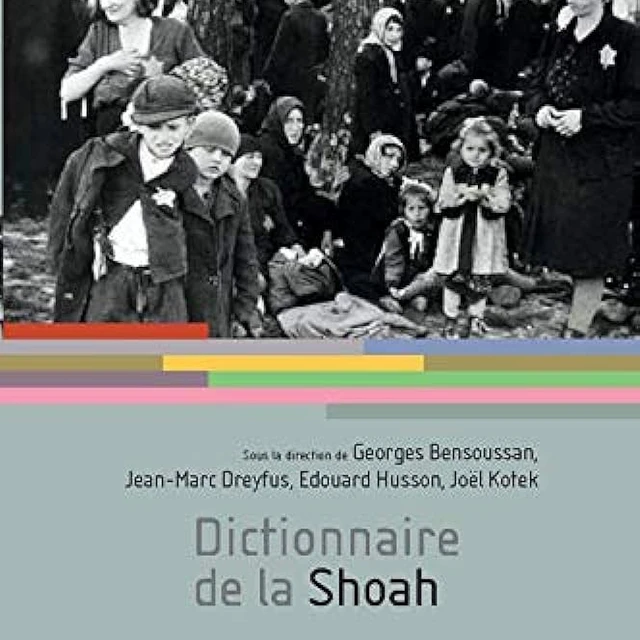 Sous la direction de Georges Bensoussan,
Jean-Marc Dreyfus, Edouard Husson, Joël Kotek
Dictionnaire
de la Shoah